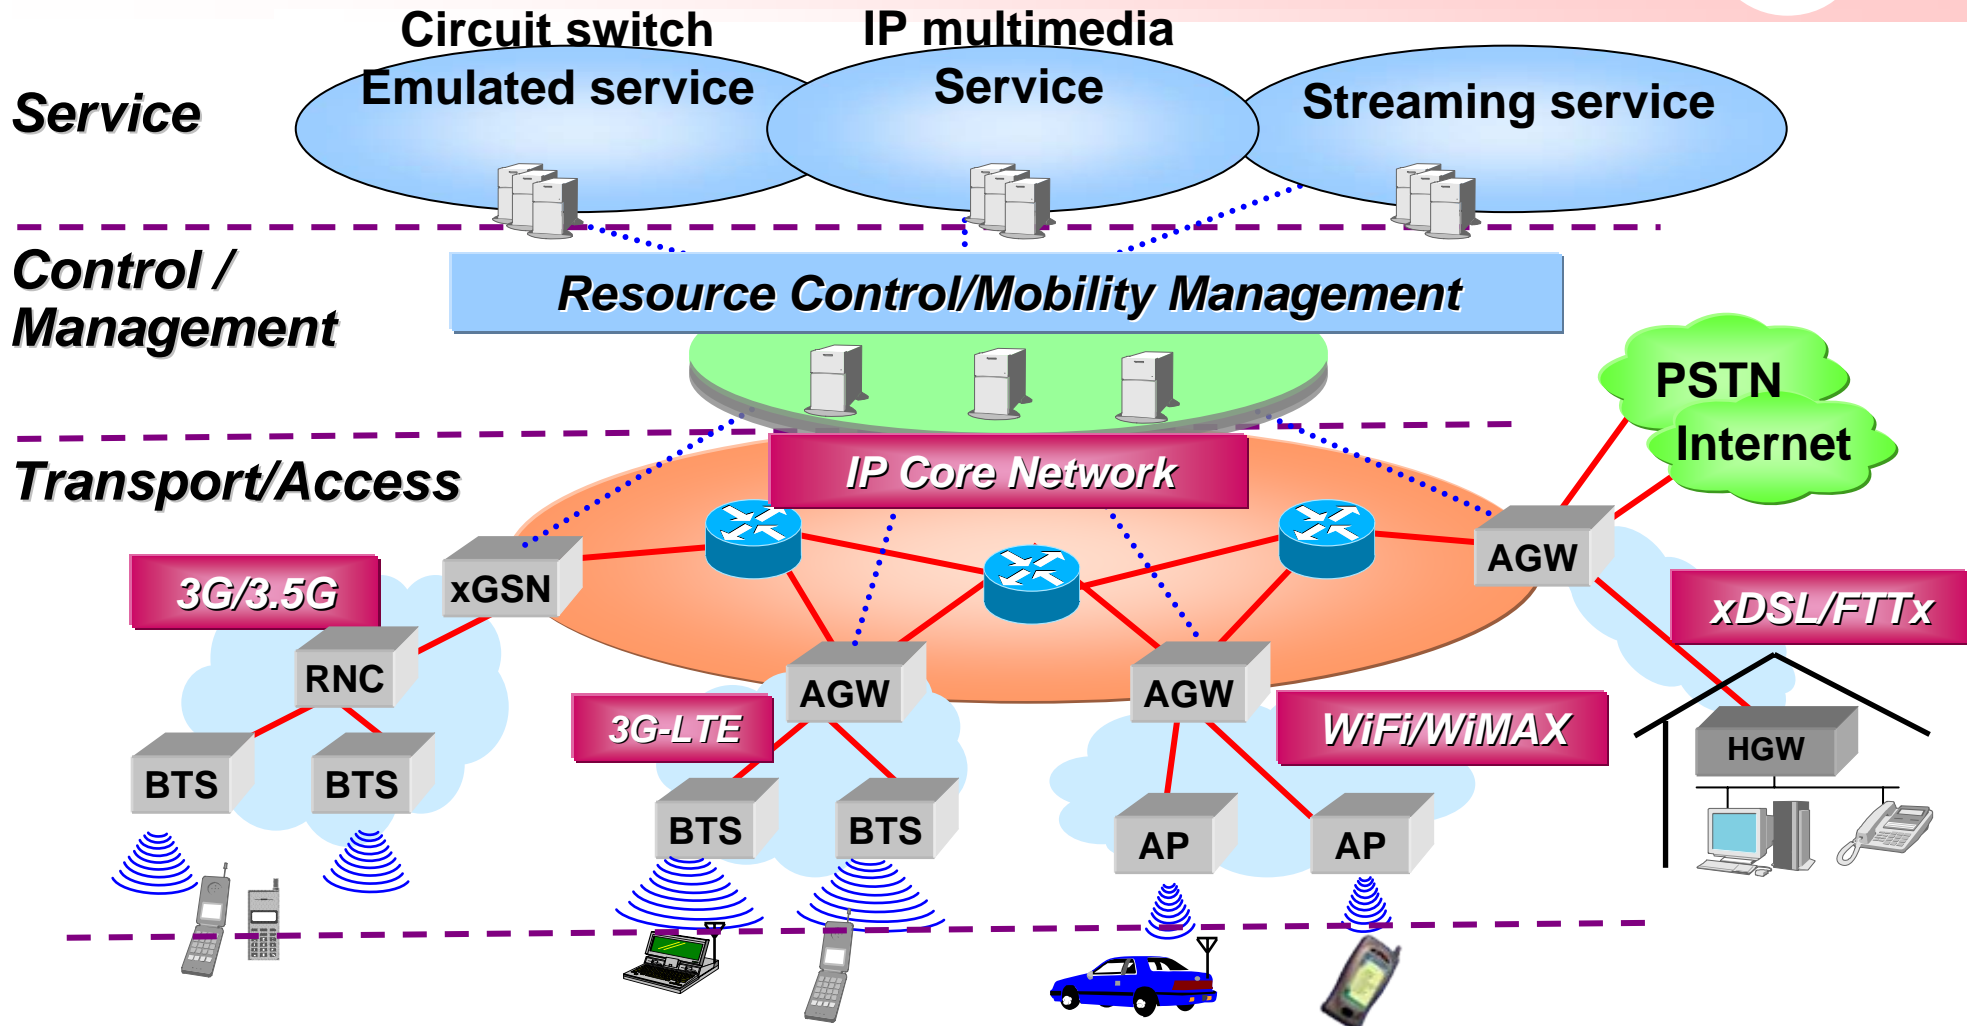 Circuit switch
Emulated service
IP multimedia
Service
Streaming service
Service
Control /
Management
Resource Control/Mobility Management
PSTN
Internet
Transport/Access
IP Core Network
3G/3.5G
xGSN
AGW
xDSL/FTTx
RNC
AGW
AGW
3G-LTE
WiFi/WiMAX
HGW
BTS
BTS
BTS
BTS
AP
AP